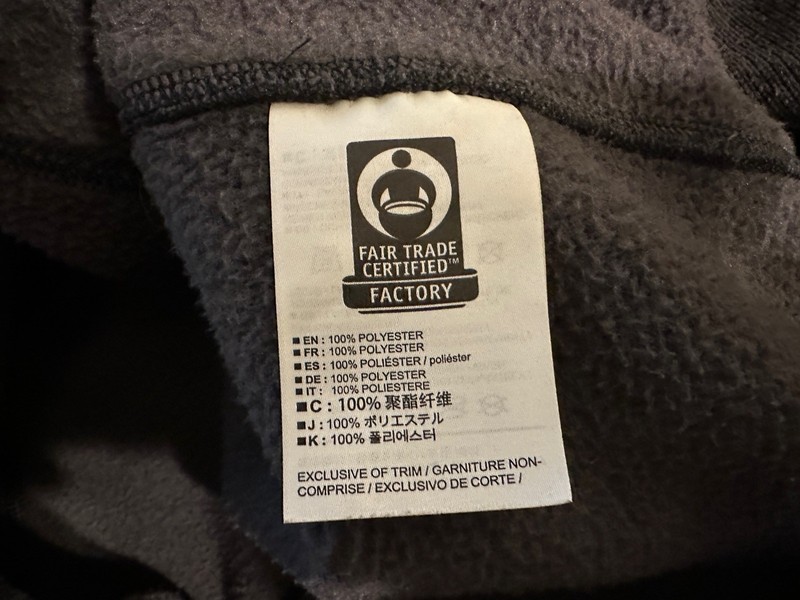 FAIR TRADE
CERTIFIED™
FACTORY
■ EN : 100% POLYESTER
■ FR : 100% POLYESTER
■ ES : 100% POLIÉSTER / poliéster
■ DE : 100% POLYESTER
■ IT : 100% POLIESTERE
■ C : 100% 聚酯纤维
■ J : 100% ポリエステル
■ K : 100% 폴리에스터
EXCLUSIVE OF TRIM / GARNITURE NON-
COMPRISE / EXCLUSIVO DE CORTE /